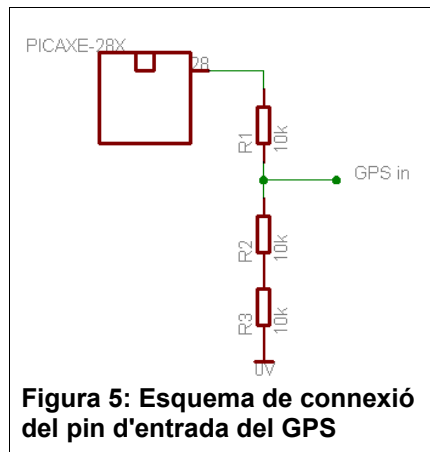 PICAXE-28X
28
R1
10k
GPS in
R2
10k
R3
10k
0V
Figura 5: Esquema de connexió
del pin d'entrada del GPS